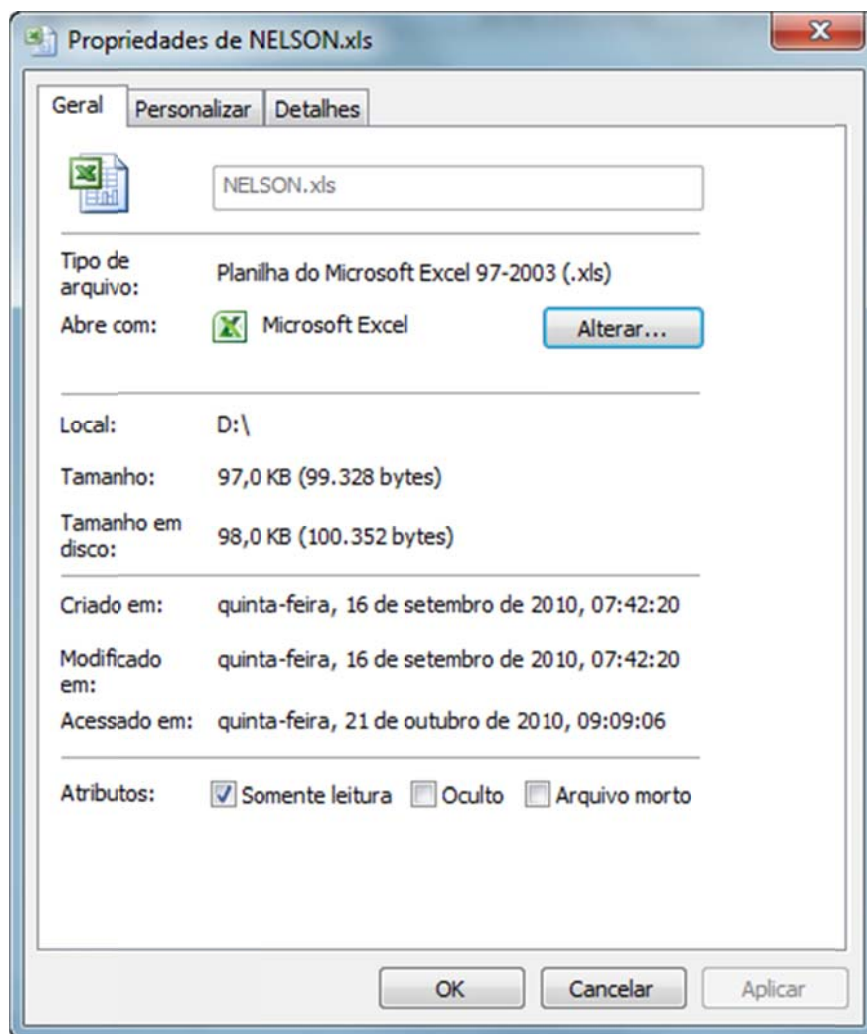 Propriedades de NELSON.xls
Geral Personalizar Detalhes
NELSON.xls
Tipo de
arquivo: Planilha do Microsoft Excel 97-2003 (.xls)
Abre com: Microsoft Excel Alterar...
Local: D:\
Tamanho: 97,0 KB (99.328 bytes)
Tamanho em
disco: 98,0 KB (100.352 bytes)
Criado em: quinta-feira, 16 de setembro de 2010, 07:42:20
Modificado
em: quinta-feira, 16 de setembro de 2010, 07:42:20
Acessado em: quinta-feira, 21 de outubro de 2010, 09:09:06
Atributos: Somente leitura Oculto Arquivo morto
OK Cancelar Aplicar